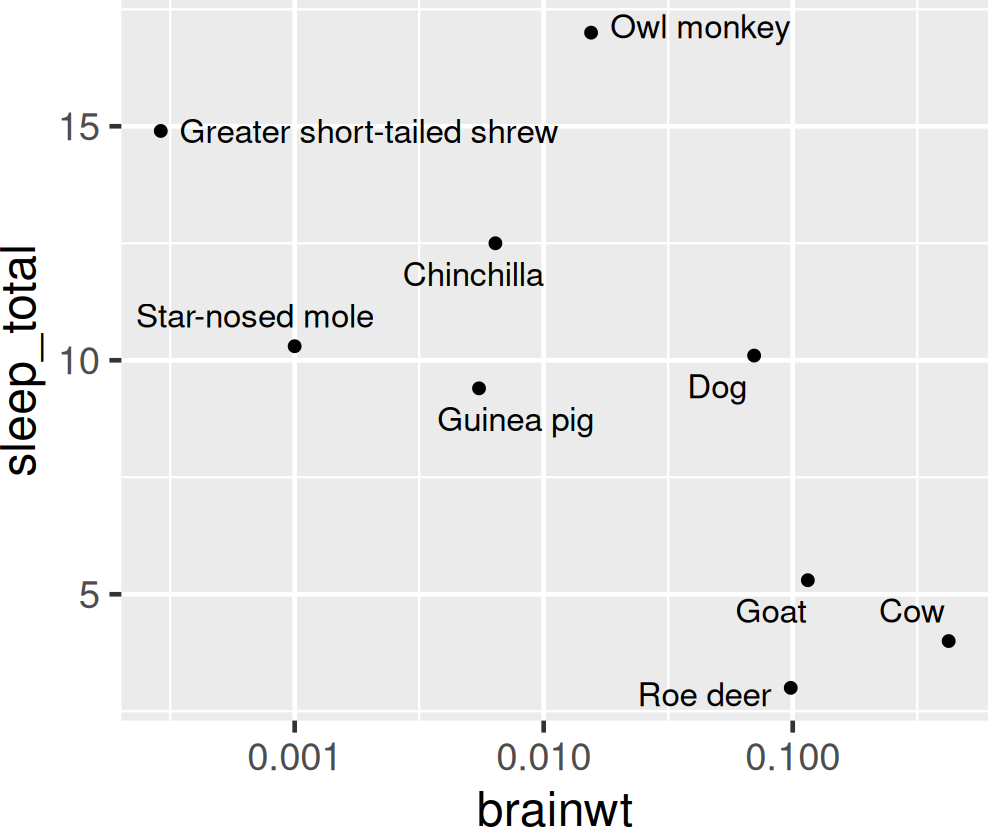 Owl monkey
15
Greater short-tailed shrew
Chinchilla
Star-nosed mole
10
Dog
Guinea pig
sleep_total
5
Goat
Cow
Roe deer
0.001
0.010
0.100
brainwt